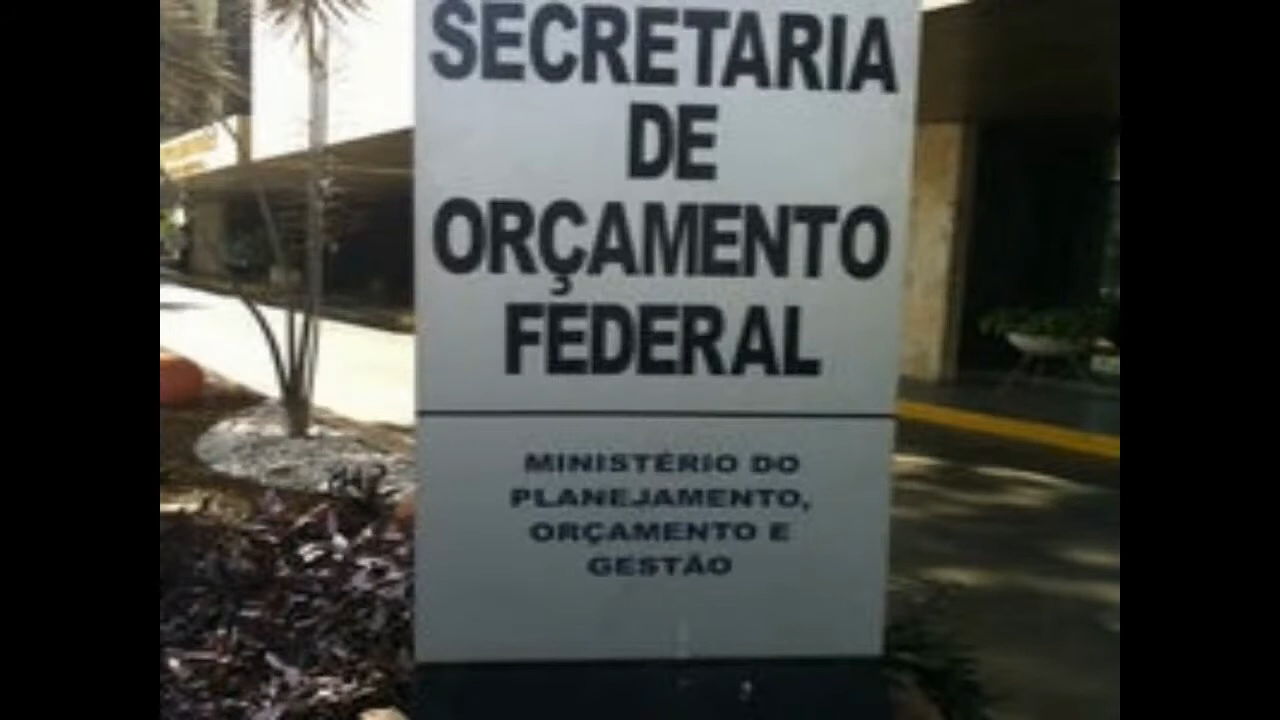 SECRETARIA
DE
ORÇAMENTO
FEDERAL
MINISTÉRIO DO
PLANEJAMENTO,
ORÇAMENTO E
GESTÃO